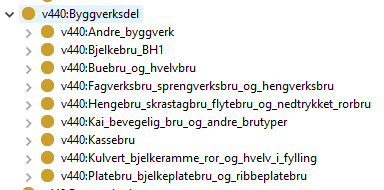 v440:Byggverksdel
v440:Andre_byggverk
v440:Bjelkebru_BH1
v440:Buebru_og_hvelvbru
v440:Fagverksbru_sprengverksbru_og_hengverksbru
v440:Hengebru_skrastagbru_flytebru_og_nedtrykket_rorbru
v440:Kai_bevegelig_bru_og_andre_brutyper
v440:Kassebru
v440:Kulvert_bjelkeramme_ror_og_hvelv_i_fylling
v440:Platebru_bjelkeplatebru_og_ribbeplatebru